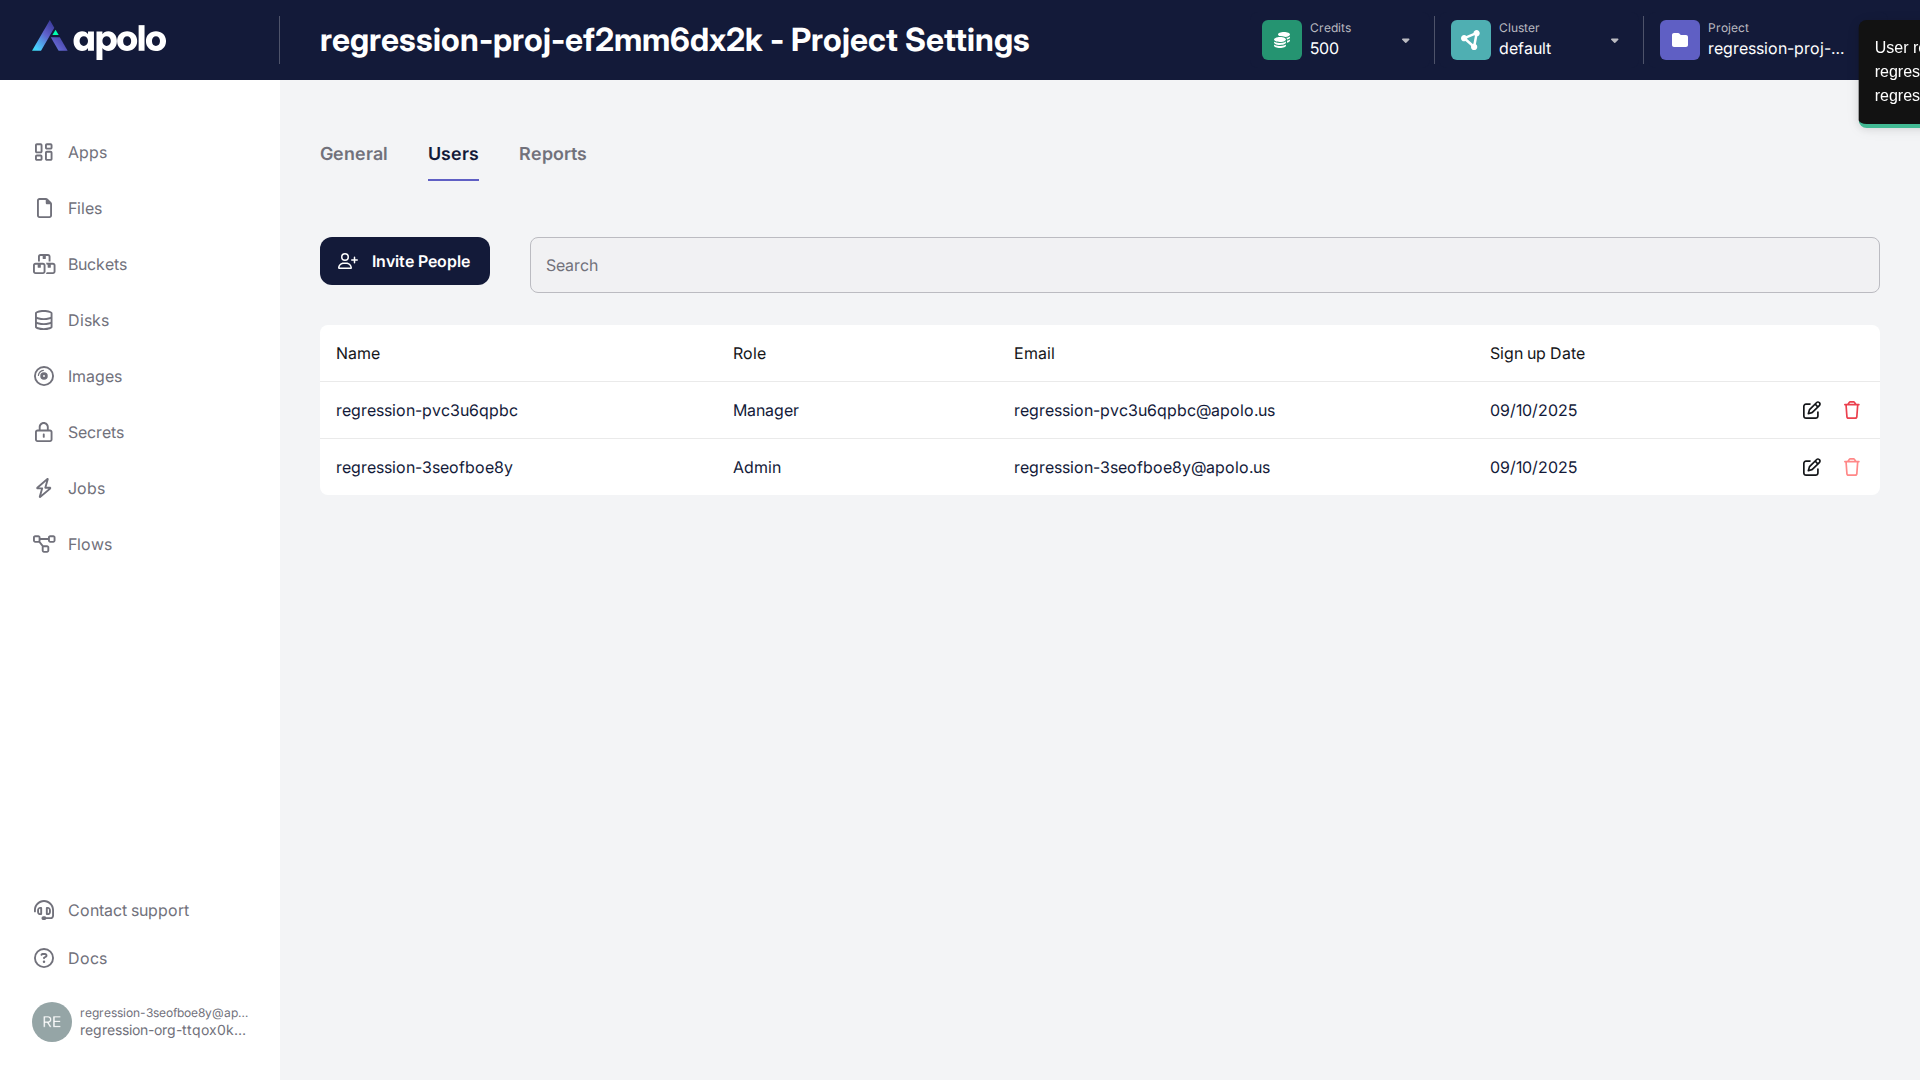 apolo
regression-proj-ef2mm6dx2k - Project Settings
Credits
500
Cluster
default
Project
regression-proj-...
User
regres
regres
Apps
Files
Buckets
Disks
Images
Secrets
Jobs
Flows
General Users Reports
Invite People
Search
Name Role Email Sign up Date
regression-pvc3u6qpbc Manager regression-pvc3u6qpbc@apolo.us 09/10/2025
regression-3seofboe8y Admin regression-3seofboe8y@apolo.us 09/10/2025
Contact support
Docs
RE
regression-3seofboe8y@ap...
regression-org-ttqox0k...